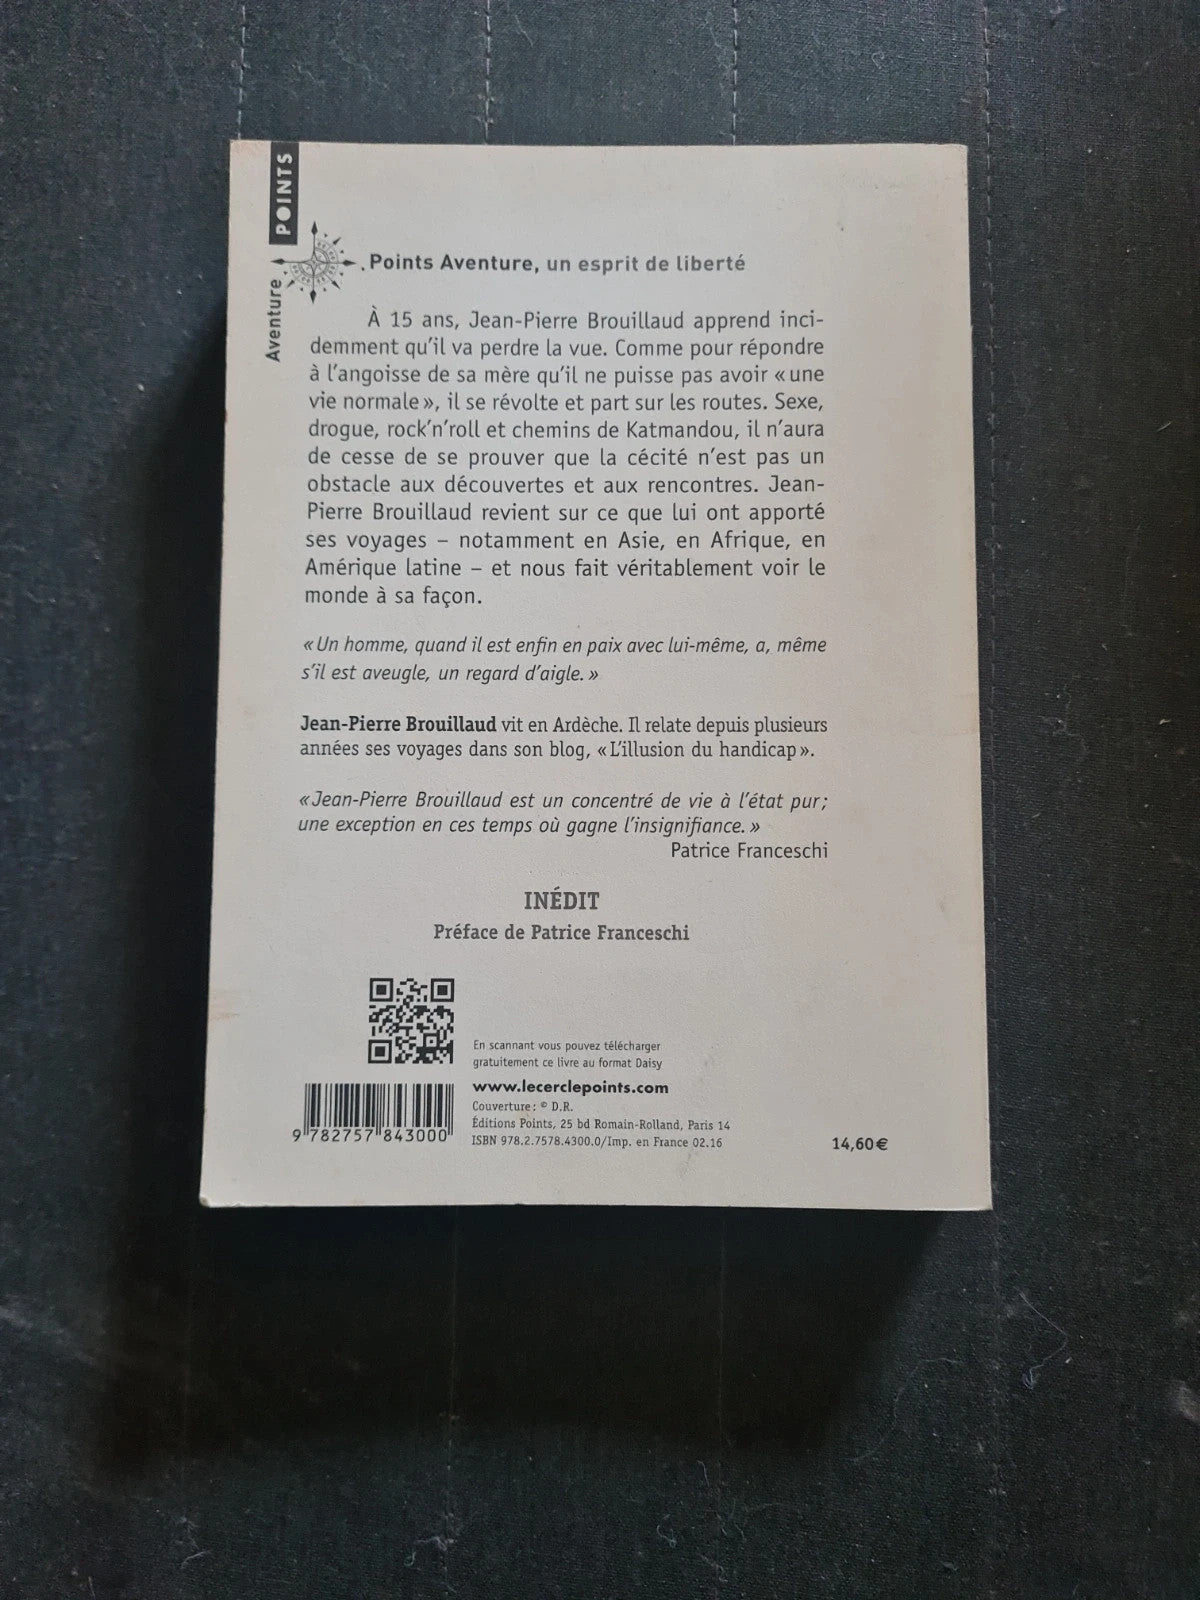 POINTS
Aventure
Points Aventure, un esprit de liberté
À 15 ans, Jean-Pierre Brouillaud apprend inci-
demment qu'il va perdre la vue. Comme pour répondre
à l'angoisse de sa mère qu'il ne puisse pas avoir « une
vie normale », il se révolte et part sur les routes. Sexe,
drogue, rock'n'roll et chemins de Katmandou, il n'aura
de cesse de se prouver que la cécité n'est pas un
obstacle aux découvertes et aux rencontres. Jean-
Pierre Brouillaud revient sur ce que lui ont apporté
ses voyages – notamment en Asie, en Afrique, en
Amérique latine – et nous fait véritablement voir le
monde à sa façon.
« Un homme, quand il est enfin en paix avec lui-même, a, même
s'il est aveugle, un regard d'aigle. »
Jean-Pierre Brouillaud vit en Ardèche. Il relate depuis plusieurs
années ses voyages dans son blog, « L'illusion du handicap ».
« Jean-Pierre Brouillaud est un concentré de vie à l'état pur ;
une exception en ces temps où gagne l'insignifiance. »
Patrice Franceschi
INÉDIT
Préface de Patrice Franceschi
En scannant vous pouvez télécharger
gratuitement ce livre au format Daisy
www.lecerclepoints.com
Couverture : © D.R.
Éditions Points, 25 bd Romain-Rolland, Paris 14
ISBN 978.2.7578.4300.0/Imp. en France 02.16
9 782757 843000
14,60 €